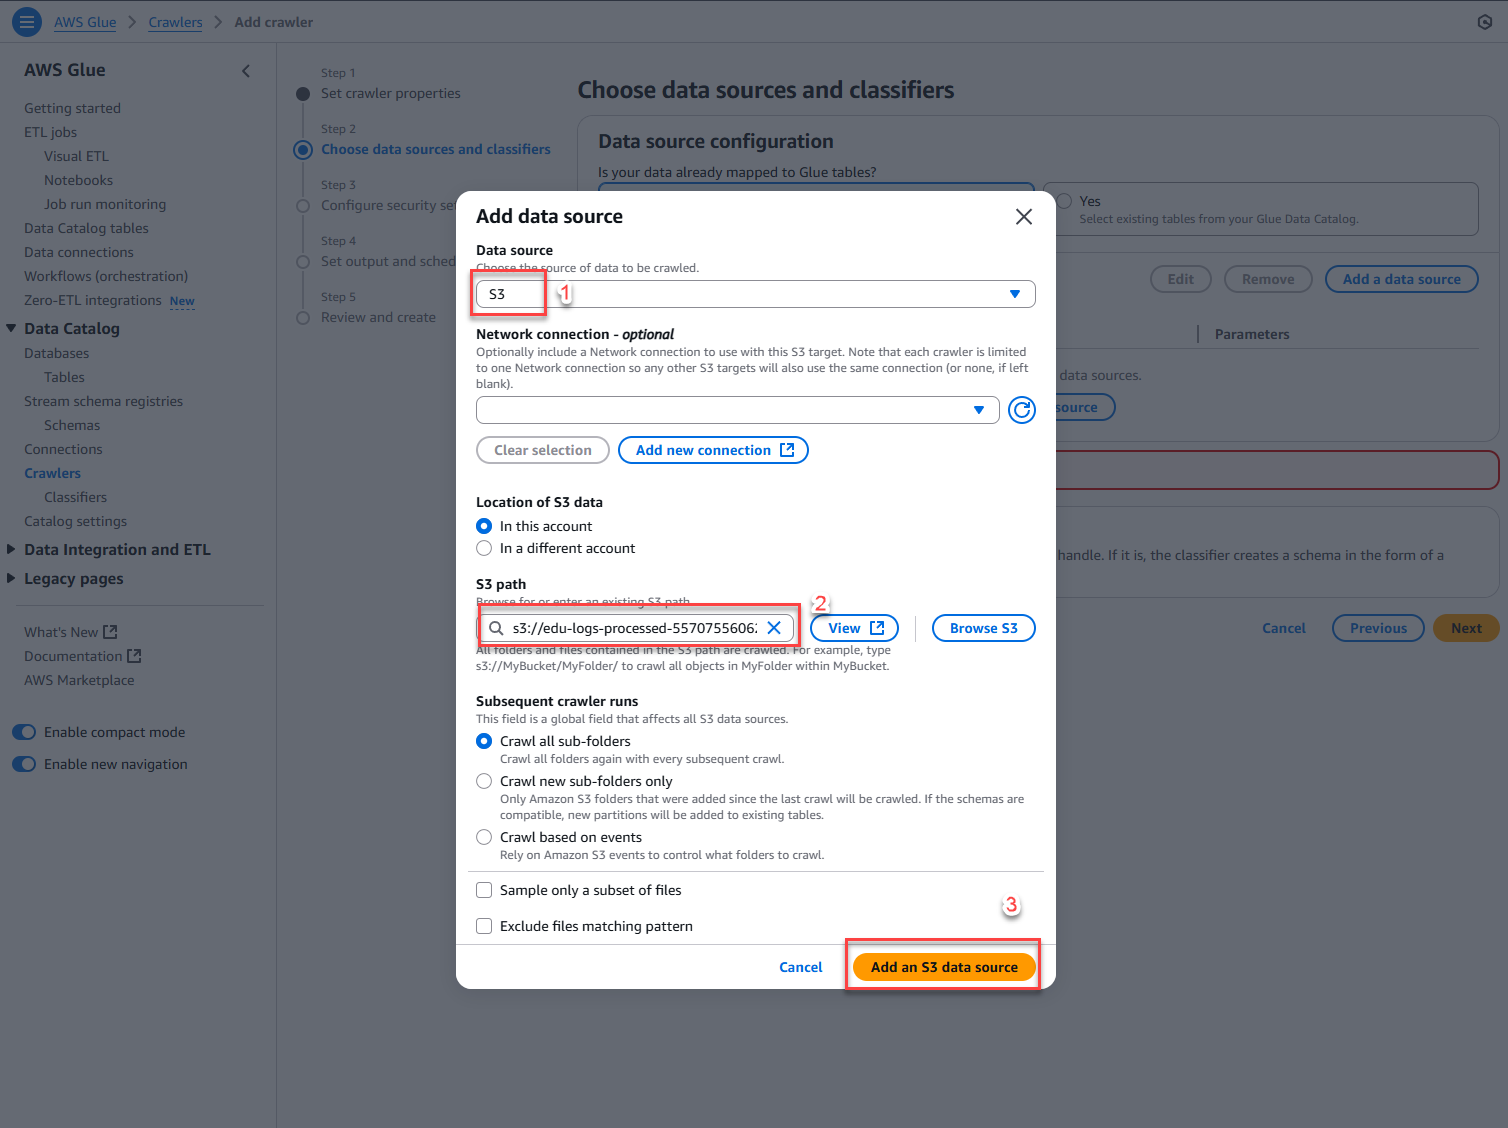 AWS Glue
Crawlers
Add crawler
AWS Glue
Getting started
ETL jobs
Visual ETL
Notebooks
Job run monitoring
Data Catalog tables
Data connections
Workflows (orchestration)
Zero-ETL integrations New
Data Catalog
Databases
Tables
Stream schema registries
Schemas
Connections
Crawlers
Classifiers
Catalog settings
Data Integration and ETL
Legacy pages
What's New
Documentation
AWS Marketplace
Enable compact mode
Enable new navigation
Step 1
Set crawler properties
Step 2
Choose data sources and classifiers
Step 3
Configure security se
Step 4
Set output and sched
Step 5
Review and create
Choose data sources and classifiers
Data source configuration
Is your data already mapped to Glue tables?
Yes
Select existing tables from your Glue Data Catalog.
Edit
Remove
Add a data source
Parameters
data sources.
source
handle. If it is, the classifier creates a schema in the form of a
Cancel
Previous
Next
Add data source
Data source
Choose the source of data to be crawled.
S3
1
Network connection - optional
Optionally include a Network connection to use with this S3 target. Note that each crawler is limited
to one Network connection so any other S3 targets will also use the same connection (or none, if left
blank).
Clear selection
Add new connection
Location of S3 data
In this account
In a different account
S3 path
Browse for or enter an existing S3 path.
2
s3://edu-logs-processed-55707556062
View
Browse S3
All folders and files contained in the S3 path are crawled. For example, type
s3://MyBucket/MyFolder/ to crawl all objects in MyFolder within MyBucket.
Subsequent crawler runs
This field is a global field that affects all S3 data sources.
Crawl all sub-folders
Crawl all folders again with every subsequent crawl.
Crawl new sub-folders only
Only Amazon S3 folders that were added since the last crawl will be crawled. If the schemas are
compatible, new partitions will be added to existing tables.
Crawl based on events
Rely on Amazon S3 events to control what folders to crawl.
Sample only a subset of files
3
Exclude files matching pattern
Cancel
Add an S3 data source